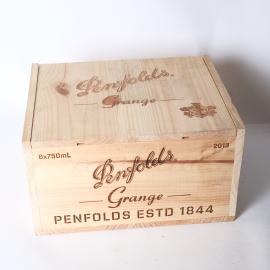 Penfolds.
Grange
6x750mL
2013
Penfolds.
Grange
PENFOLDS ESTD 1844